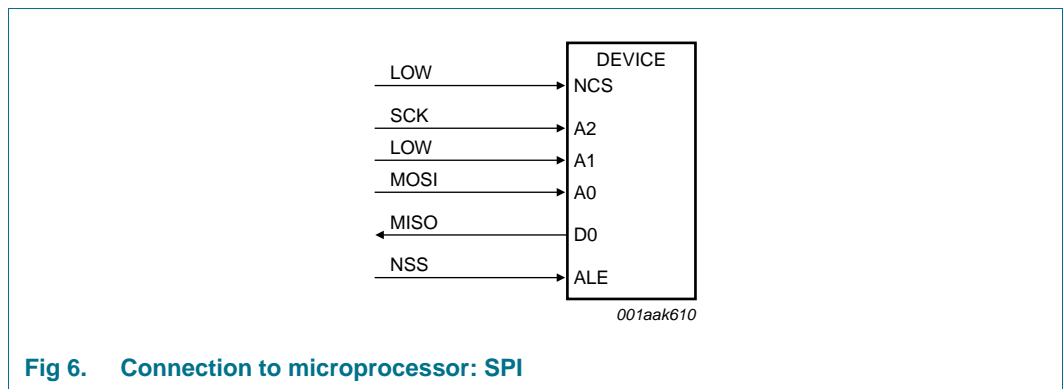 DEVICE
LOW NCS
SCK A2
LOW A1
MOSI A0
MISO D0
NSS ALE
001aak610
Fig 6. Connection to microprocessor: SPI